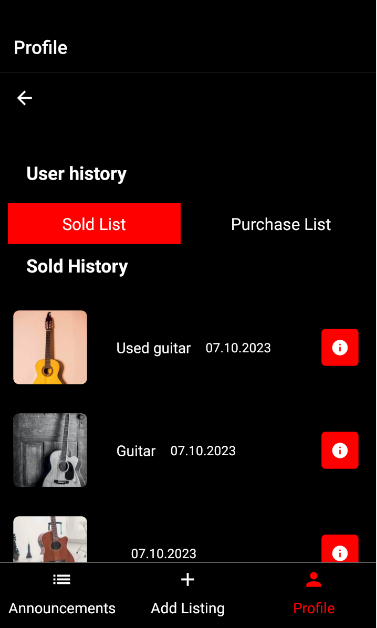 Profile
User history
Sold List Purchase List
Sold History
Used guitar 07.10.2023
Guitar 07.10.2023
07.10.2023
Announcements Add Listing Profile